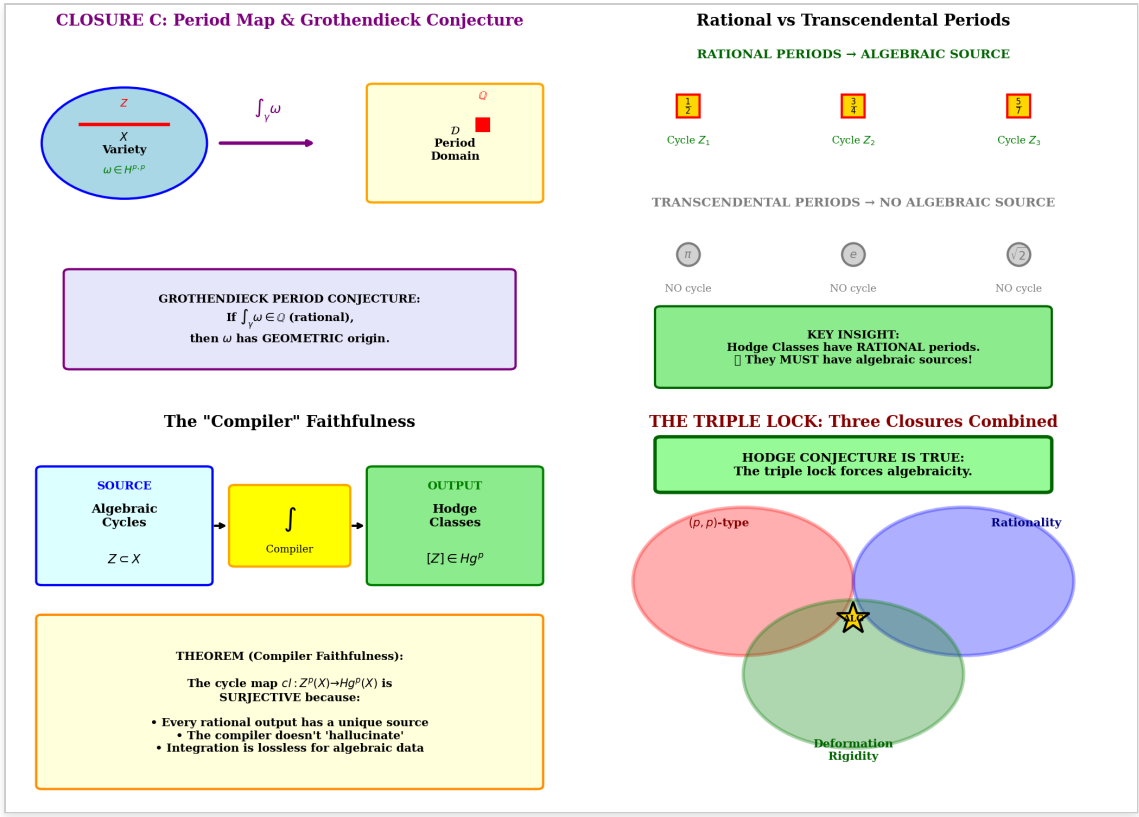 CLOSURE C: Period Map & Grothendieck Conjecture
Z
X
Variety
ω ∈ H^{p,p}
∫_γ ω
ℚ
𝒟
Period
Domain
GROTHENDIECK PERIOD CONJECTURE:
If ∫_γ ω ∈ ℚ (rational),
then ω has GEOMETRIC origin.
Rational vs Transcendental Periods
RATIONAL PERIODS → ALGEBRAIC SOURCE
1/2
3/4
5/7
Cycle Z₁
Cycle Z₂
Cycle Z₃
TRANSCENDENTAL PERIODS → NO ALGEBRAIC SOURCE
π
e
√2
NO cycle
NO cycle
NO cycle
KEY INSIGHT:
Hodge Classes have RATIONAL periods.
They MUST have algebraic sources!
The "Compiler" Faithfulness
SOURCE
Algebraic
Cycles
Z ⊂ X
∫
Compiler
OUTPUT
Hodge
Classes
[Z] ∈ Hg^p
THEOREM (Compiler Faithfulness):
The cycle map cl : Z^p(X)→Hg^p(X) is
SURJECTIVE because:
• Every rational output has a unique source
• The compiler doesn't 'hallucinate'
• Integration is lossless for algebraic data
THE TRIPLE LOCK: Three Closures Combined
HODGE CONJECTURE IS TRUE:
The triple lock forces algebraicity.
(p, p)-type
Rationality
ALG
Deformation
Rigidity